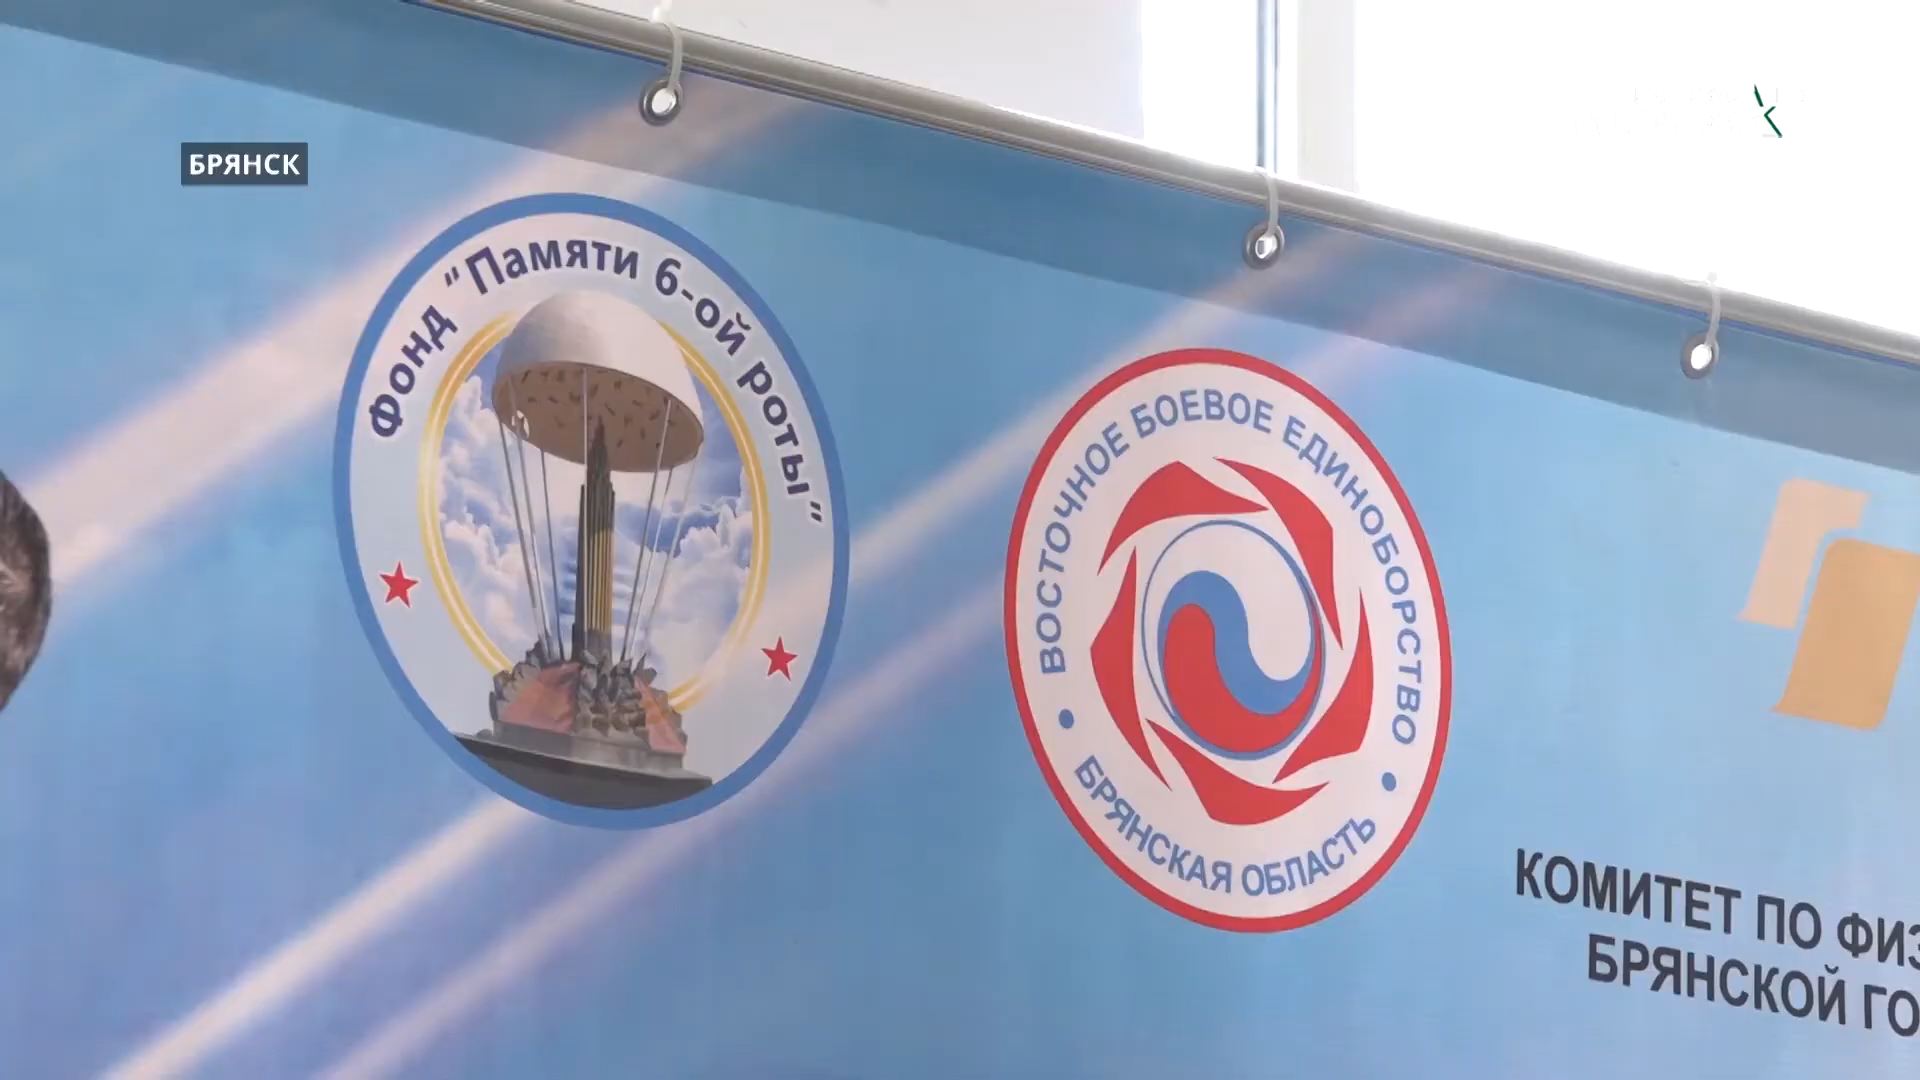 БРЯНСК
Фонд "Памяти 6-ой роты"
ВОСТОЧНОЕ БОЕВОЕ ЕДИНОБОРСТВО
БРЯНСКАЯ ОБЛАСТЬ
КОМИТЕТ ПО ФИЗ
БРЯНСКОЙ ГО